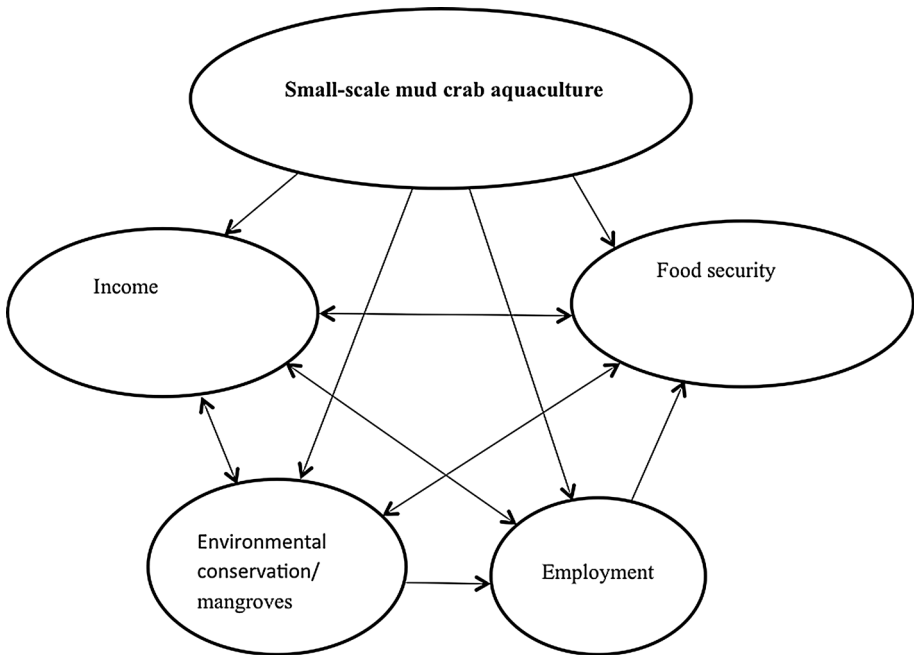 Small-scale mud crab aquaculture
Income
Food security
Environmental
conservation/
mangroves
Employment